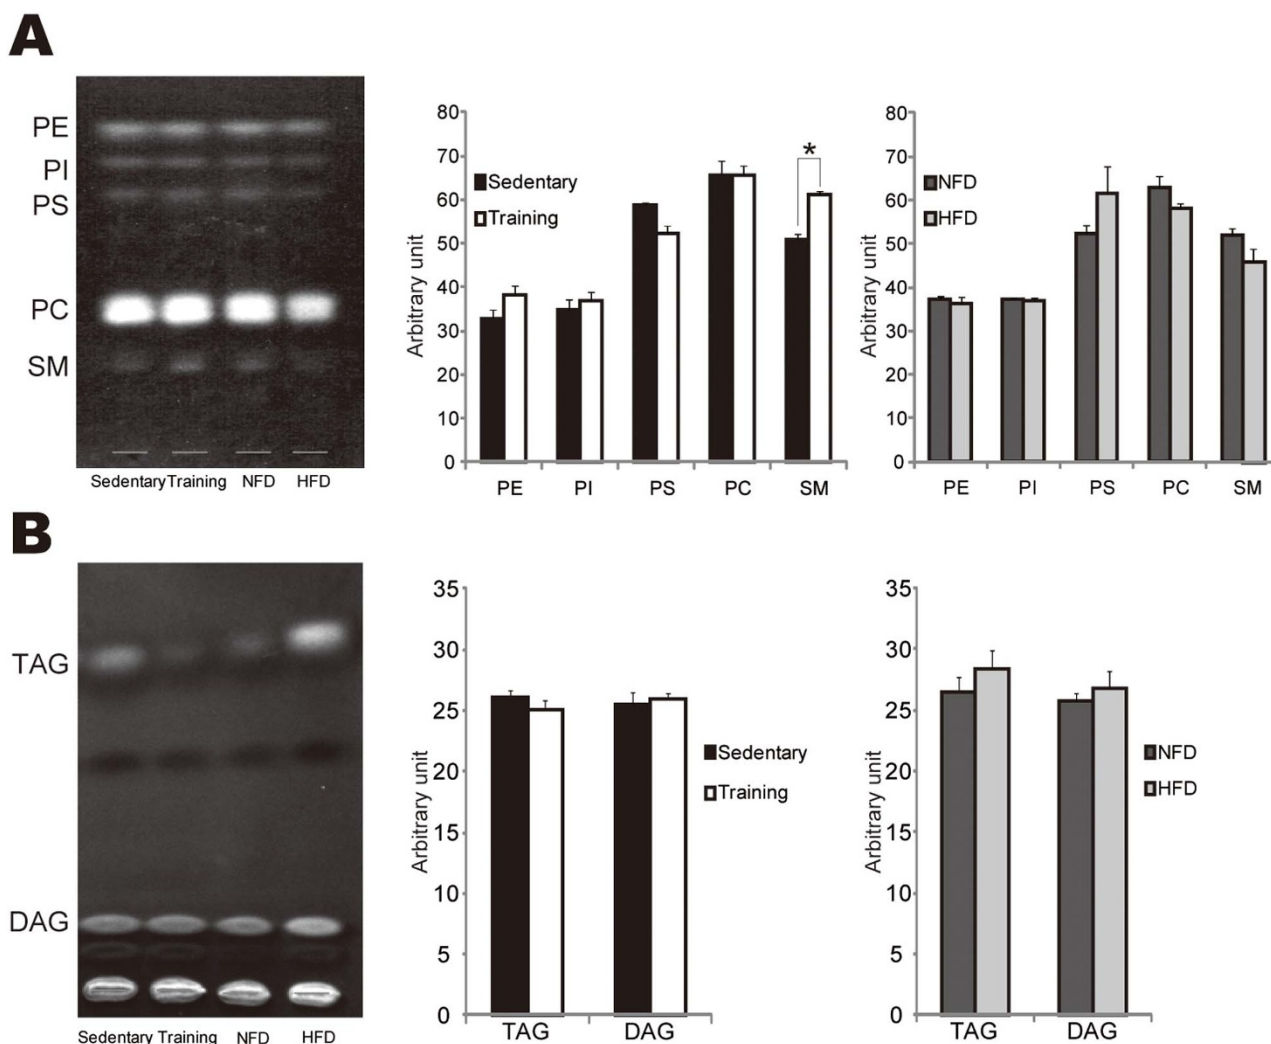 A
PE
PI
PS
PC
SM
Sedentary Training NFD HFD
80
70
60
50
40
30
20
10
0
Arbitrary unit
Sedentary
Training
*
PE PI PS PC SM
80
70
60
50
40
30
20
10
0
Arbitrary unit
NFD
HFD
PE PI PS PC SM
B
TAG
DAG
Sedentary Training NFD HFD
35
30
25
20
15
10
5
0
Arbitrary unit
Sedentary
Training
TAG DAG
35
30
25
20
15
10
5
0
Arbitrary unit
NFD
HFD
TAG DAG